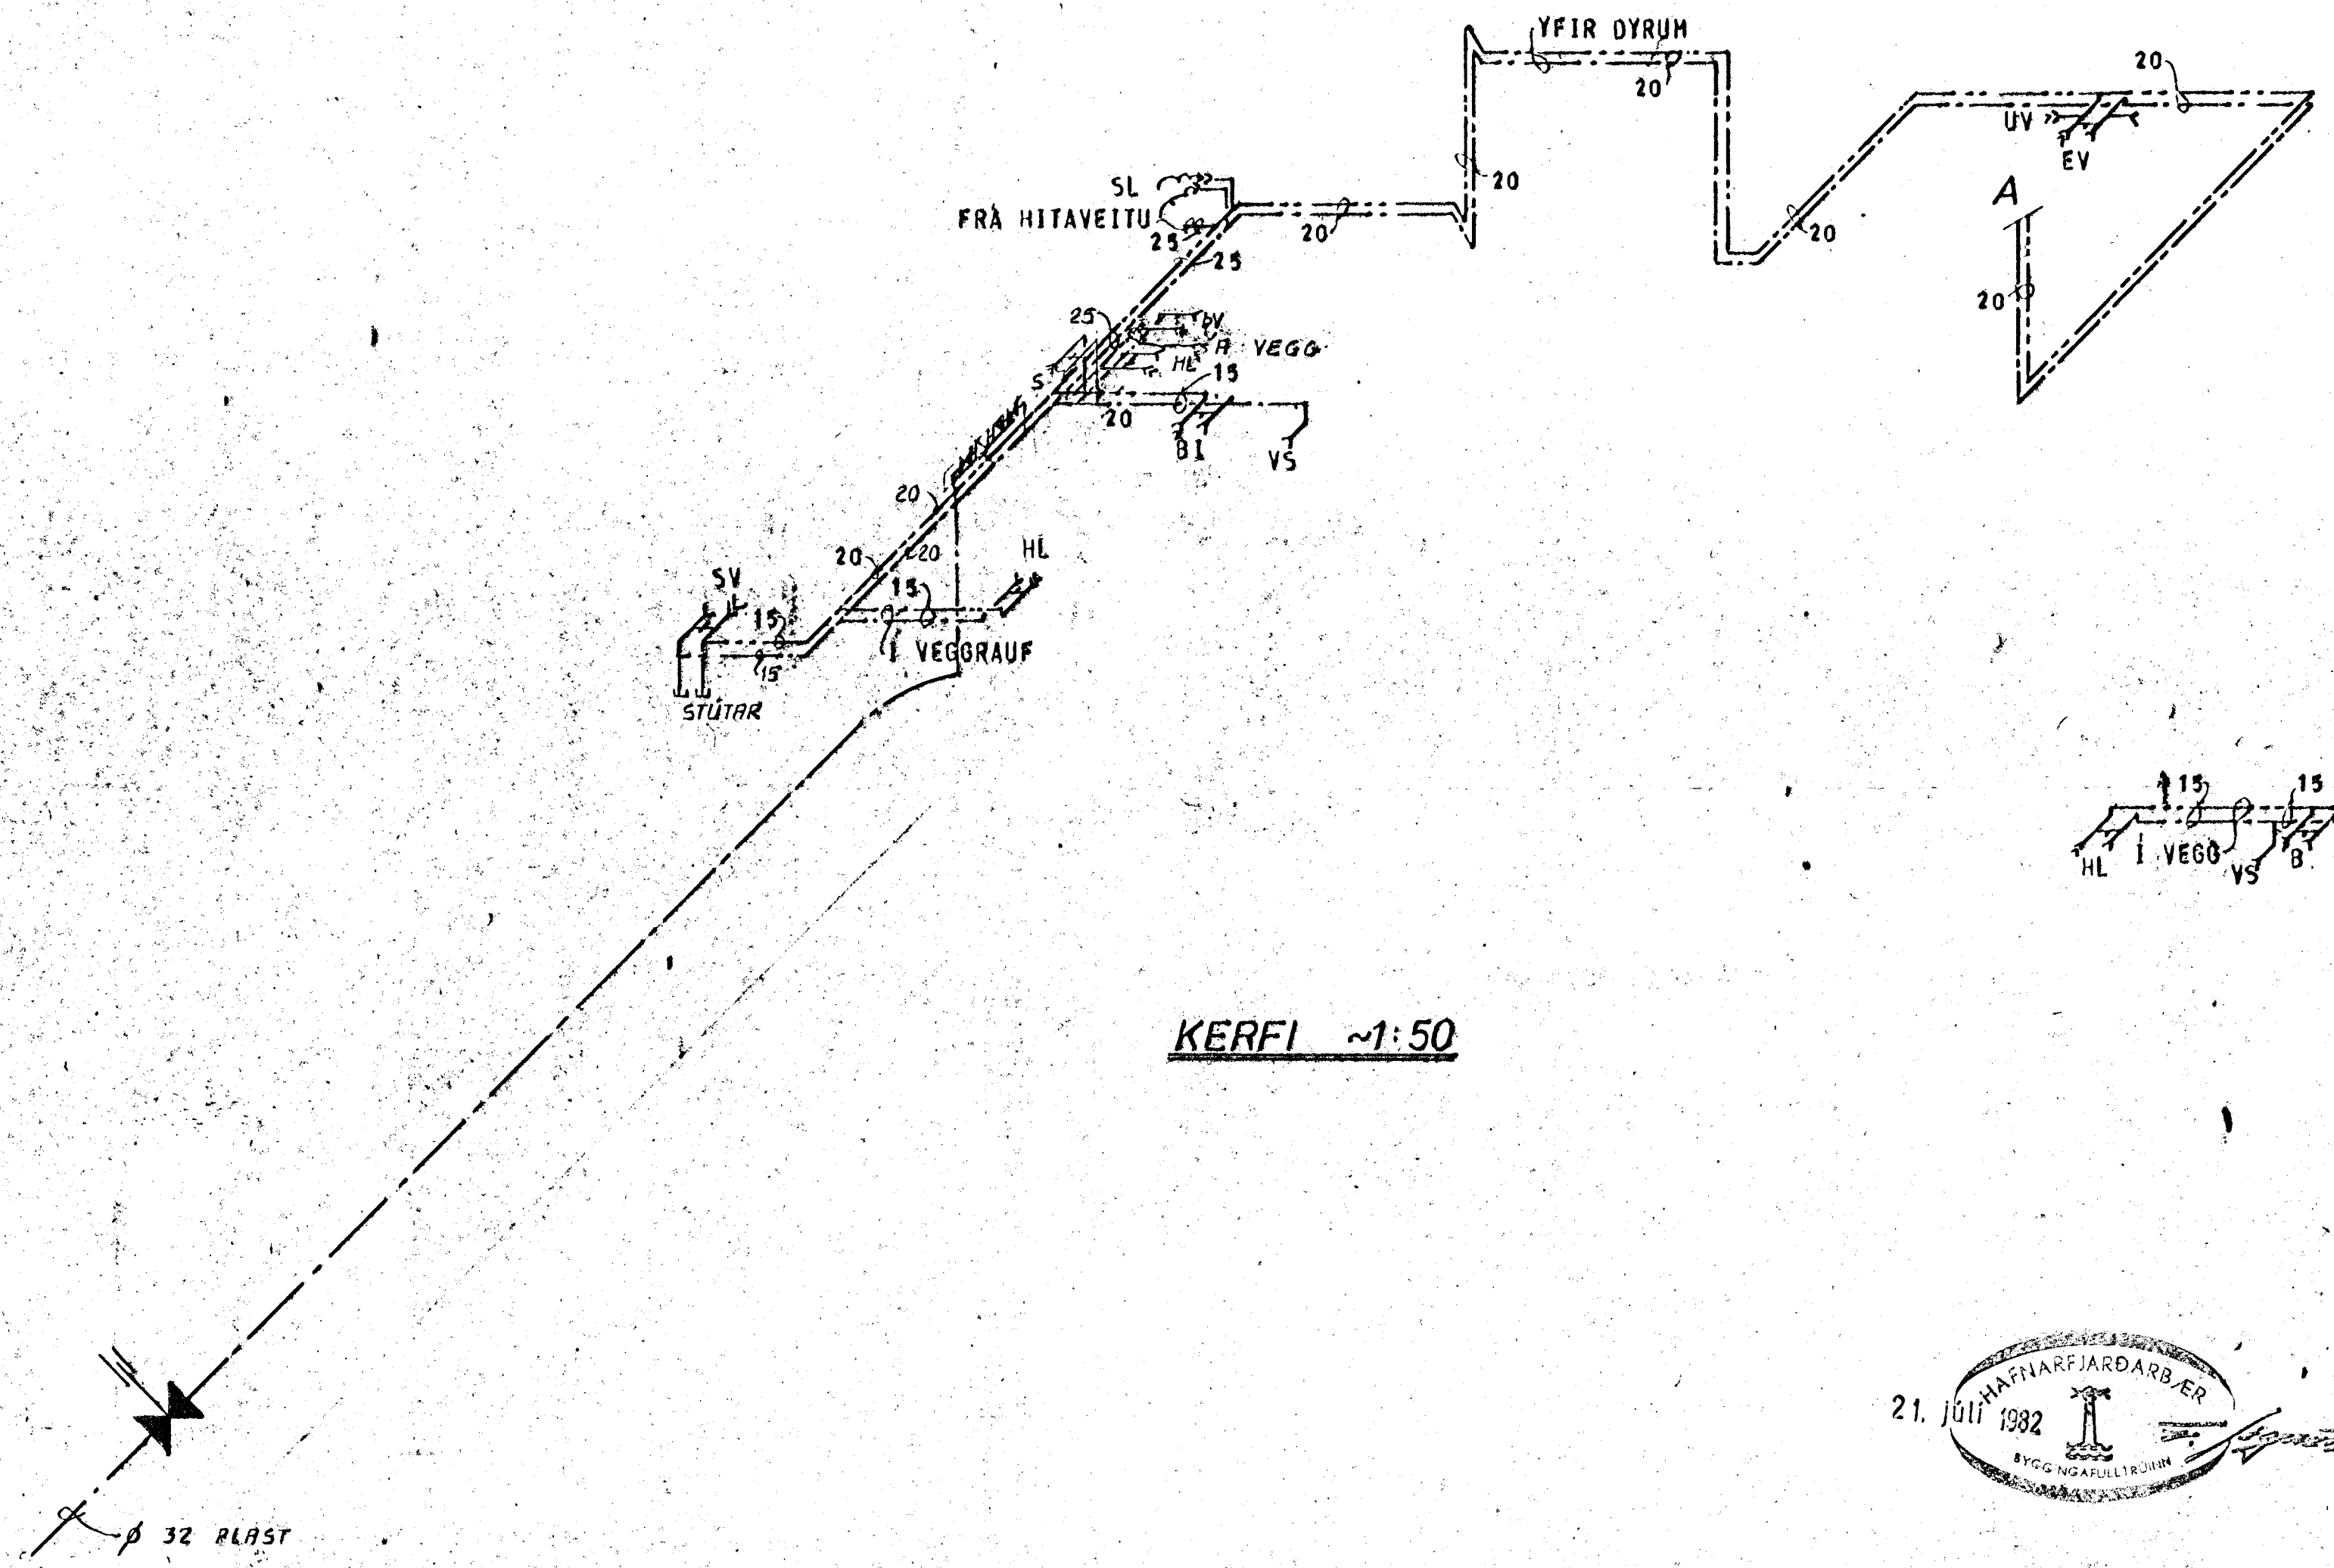 YFIR DYRUM
20
20
UV
EV
A
20
20
SL
FRÁ HITAVEITU
25
25
20
20
20
25
ÞV
Á VEGG
HL
15
S
20
BI
VS
20
20
20
HL
SV
15
15
Í VEGGRAUF
15
STÚTAR
15
15
HL
Í VEGG
VS
B
KERFI ~1:50
HAFNARFJARÐARBÆR
21. júlí 1982
BYGGINGAFULLTRÚINN
Ø 32 PLAST